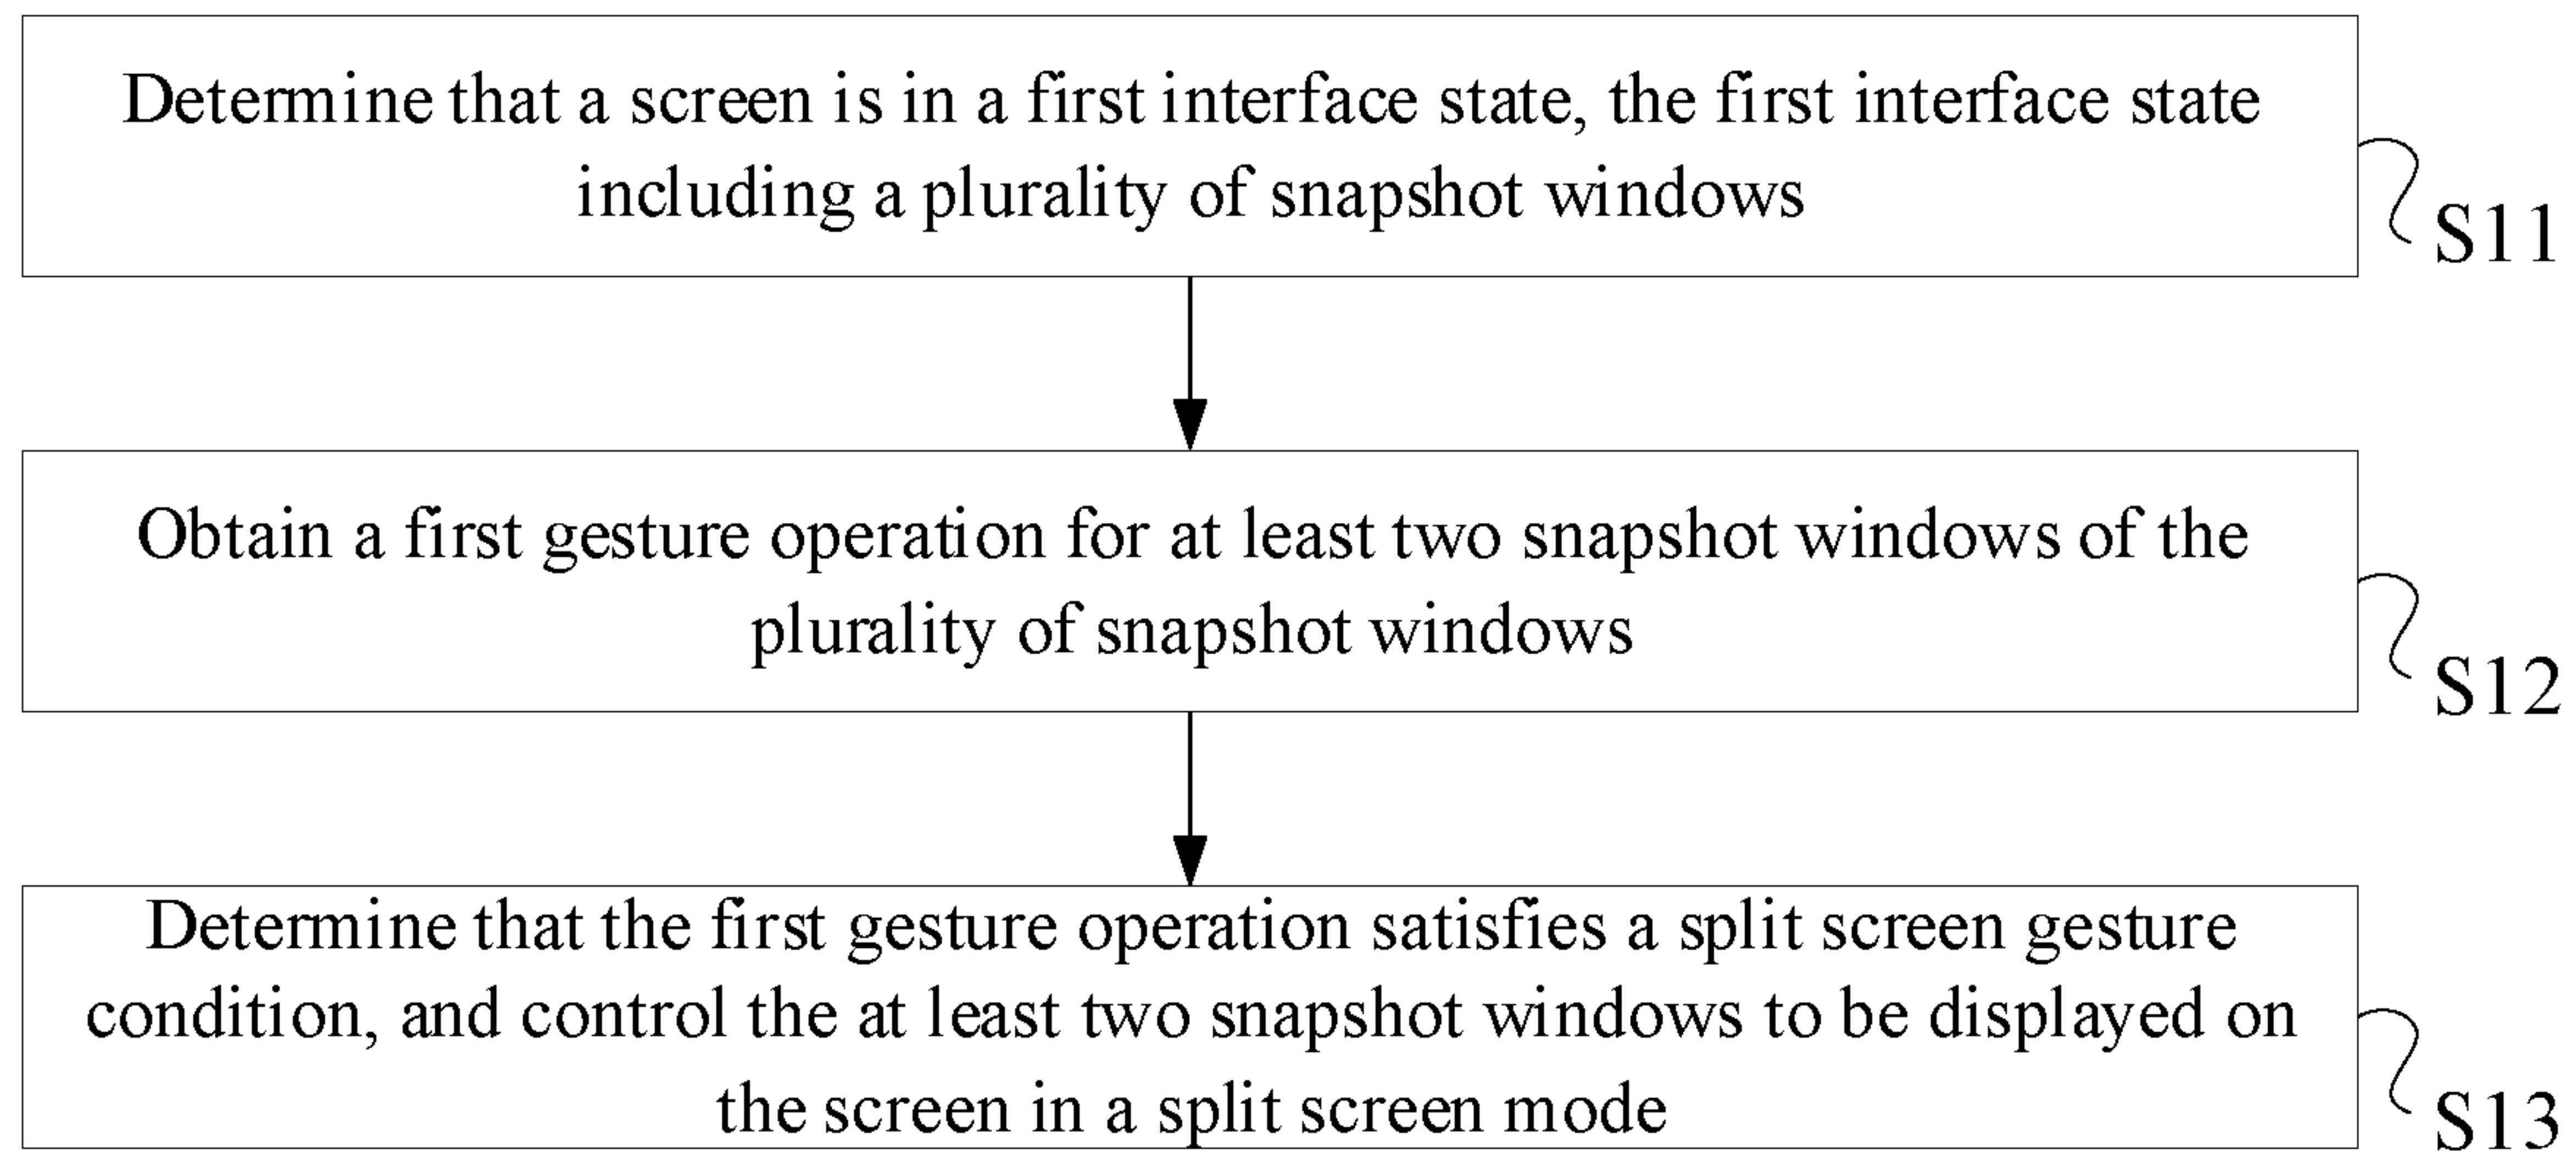 Determine that a screen is in a first interface state, the first interface state
including a plurality of snapshot windows
S11
Obtain a first gesture operation for at least two snapshot windows of the
plurality of snapshot windows
S12
Determine that the first gesture operation satisfies a split screen gesture
condition, and control the at least two snapshot windows to be displayed on
the screen in a split screen mode
S13